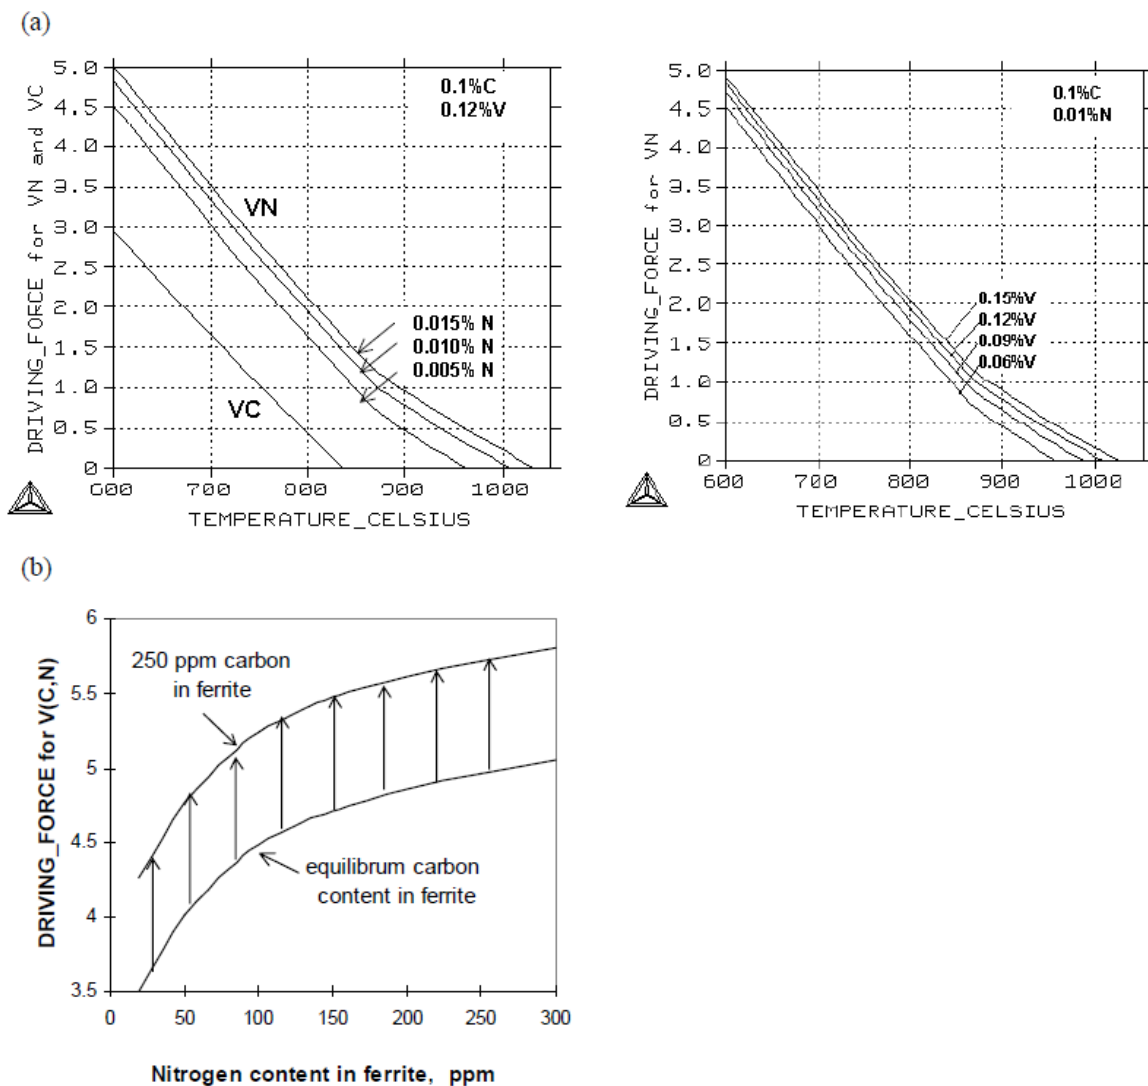 (a)
DRIVING_FORCE for VN and VC
5.0
4.5
4.0
3.5
3.0
2.5
2.0
1.5
1.0
0.5
0
0.1%C
0.12%V
VN
VC
0.015% N
0.010% N
0.005% N
600 700 800 900 1000
TEMPERATURE_CELSIUS
DRIVING_FORCE for VN
5.0
4.5
4.0
3.5
3.0
2.5
2.0
1.5
1.0
0.5
0
0.1%C
0.01%N
0.15%V
0.12%V
0.09%V
0.06%V
600 700 800 900 1000
TEMPERATURE_CELSIUS
(b)
DRIVING_FORCE for V(C,N)
6
5.5
5
4.5
4
3.5
250 ppm carbon
in ferrite
equilibrum carbon
content in ferrite
0 50 100 150 200 250 300
Nitrogen content in ferrite, ppm